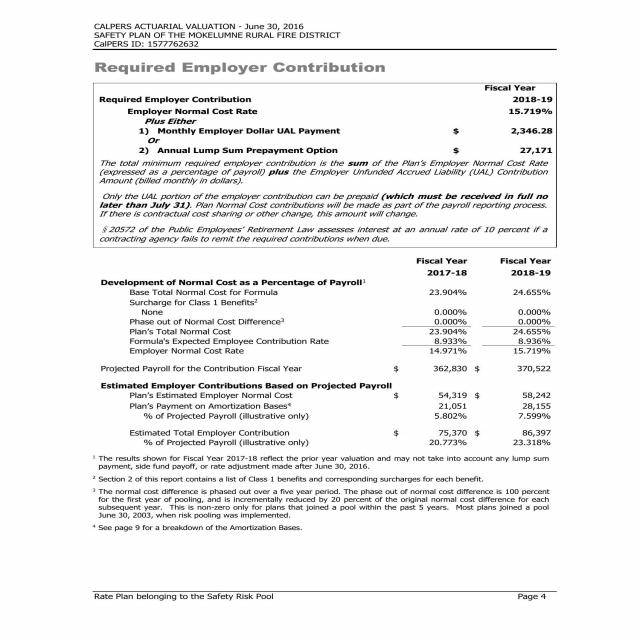 CALPERS ACTUARIAL VALUATION - June 30, 2016
SAFETY PLAN OF THE MOKELUMNE RURAL FIRE DISTRICT
CalPERS ID: 1577762632
Required Employer Contribution
Fiscal Year
Required Employer Contribution 2018-19
Employer Normal Cost Rate 15.719%
Plus Either
1) Monthly Employer Dollar UAL Payment $ 2,346.28
Or
2) Annual Lump Sum Prepayment Option $ 27,171
The total minimum required employer contribution is the sum of the Plan's Employer Normal Cost Rate
(expressed as a percentage of payroll) plus the Employer Unfunded Accrued Liability (UAL) Contribution
Amount (billed monthly in dollars).
Only the UAL portion of the employer contribution can be prepaid (which must be received in full no
later than July 31). Plan Normal Cost contributions will be made as part of the payroll reporting process.
If there is contractual cost sharing or other change, this amount will change.
§ 20572 of the Public Employees' Retirement Law assesses interest at an annual rate of 10 percent if a
contracting agency fails to remit the required contributions when due.
Fiscal Year Fiscal Year
2017-18 2018-19
Development of Normal Cost as a Percentage of Payroll¹
Base Total Normal Cost for Formula 23.904% 24.655%
Surcharge for Class 1 Benefits²
None 0.000% 0.000%
Phase out of Normal Cost Difference³ 0.000% 0.000%
Plan's Total Normal Cost 23.904% 24.655%
Formula's Expected Employee Contribution Rate 8.933% 8.936%
Employer Normal Cost Rate 14.971% 15.719%
Projected Payroll for the Contribution Fiscal Year $ 362,830 $ 370,522
Estimated Employer Contributions Based on Projected Payroll
Plan's Estimated Employer Normal Cost $ 54,319 $ 58,242
Plan's Payment on Amortization Bases⁴ 21,051 28,155
% of Projected Payroll (illustrative only) 5.802% 7.599%
Estimated Total Employer Contribution $ 75,370 $ 86,397
% of Projected Payroll (illustrative only) 20.773% 23.318%
¹ The results shown for Fiscal Year 2017-18 reflect the prior year valuation and may not take into account any lump sum
payment, side fund payoff, or rate adjustment made after June 30, 2016.
² Section 2 of this report contains a list of Class 1 benefits and corresponding surcharges for each benefit.
³ The normal cost difference is phased out over a five year period. The phase out of normal cost difference is 100 percent
for the first year of pooling, and is incrementally reduced by 20 percent of the original normal cost difference for each
subsequent year. This is non-zero only for plans that joined a pool within the past 5 years. Most plans joined a pool
June 30, 2003, when risk pooling was implemented.
⁴ See page 9 for a breakdown of the Amortization Bases.
Rate Plan belonging to the Safety Risk Pool Page 4